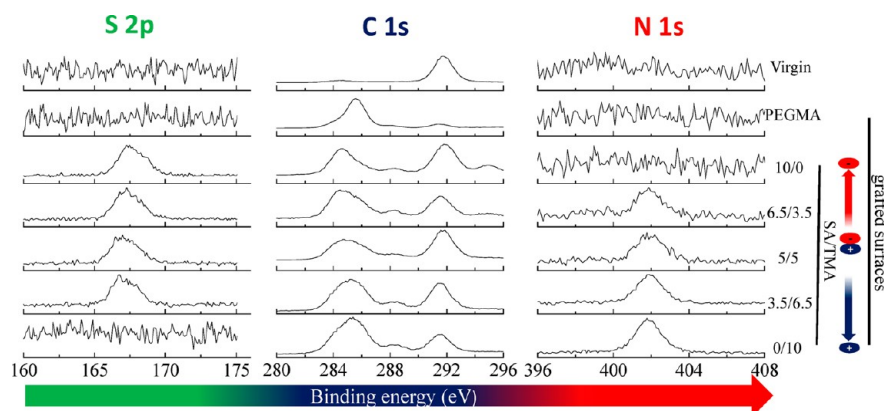 S 2p C 1s N 1s
Virgin
PEGMA
10/0
6.5/3.5
5/5
3.5/6.5
0/10
SA/TMA
grafted surfaces
- 
-
+
+
160 165 170 175 280 284 288 292 296 396 400 404 408
Binding energy (eV)